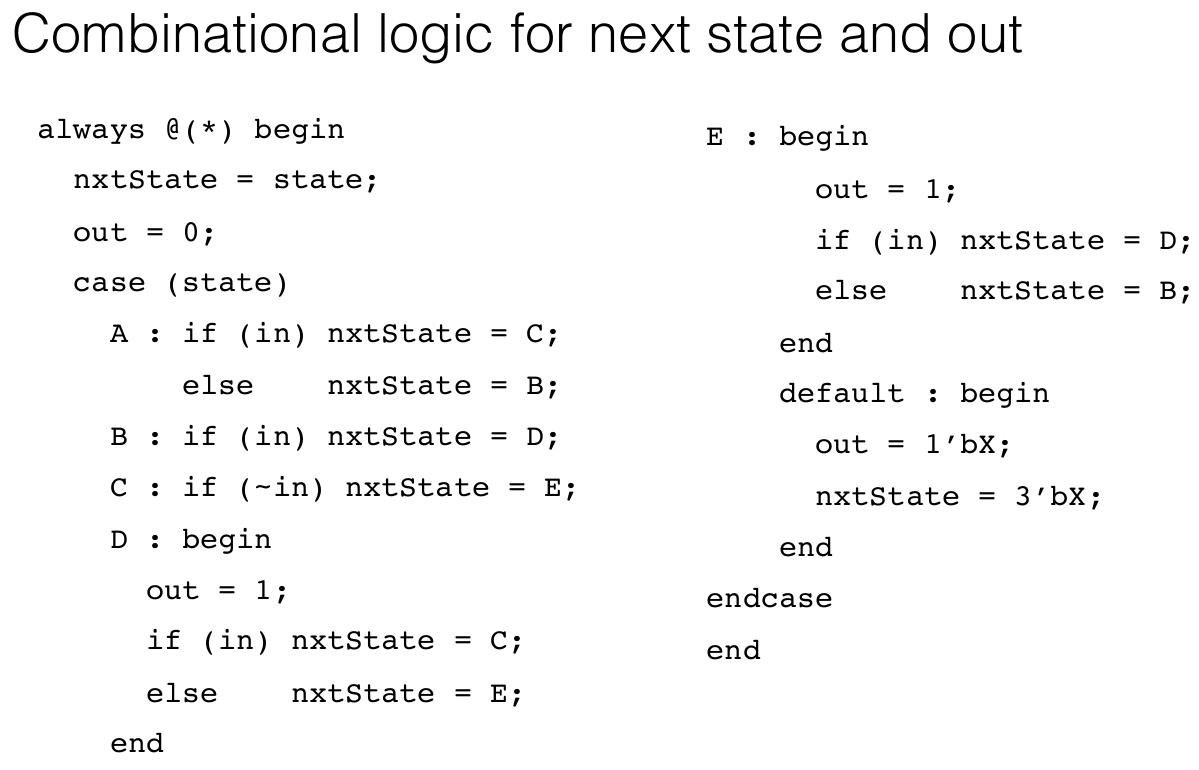 Combinational logic for next state and out
always @(*) begin
  nxtState = state;
  out = 0;
  case (state)
    A : if (in) nxtState = C;
        else    nxtState = B;
    B : if (in) nxtState = D;
    C : if (~in) nxtState = E;
    D : begin
      out = 1;
      if (in) nxtState = C;
      else    nxtState = E;
    end
E : begin
      out = 1;
      if (in) nxtState = D;
      else    nxtState = B;
    end
    default : begin
      out = 1’bX;
      nxtState = 3’bX;
    end
endcase
end